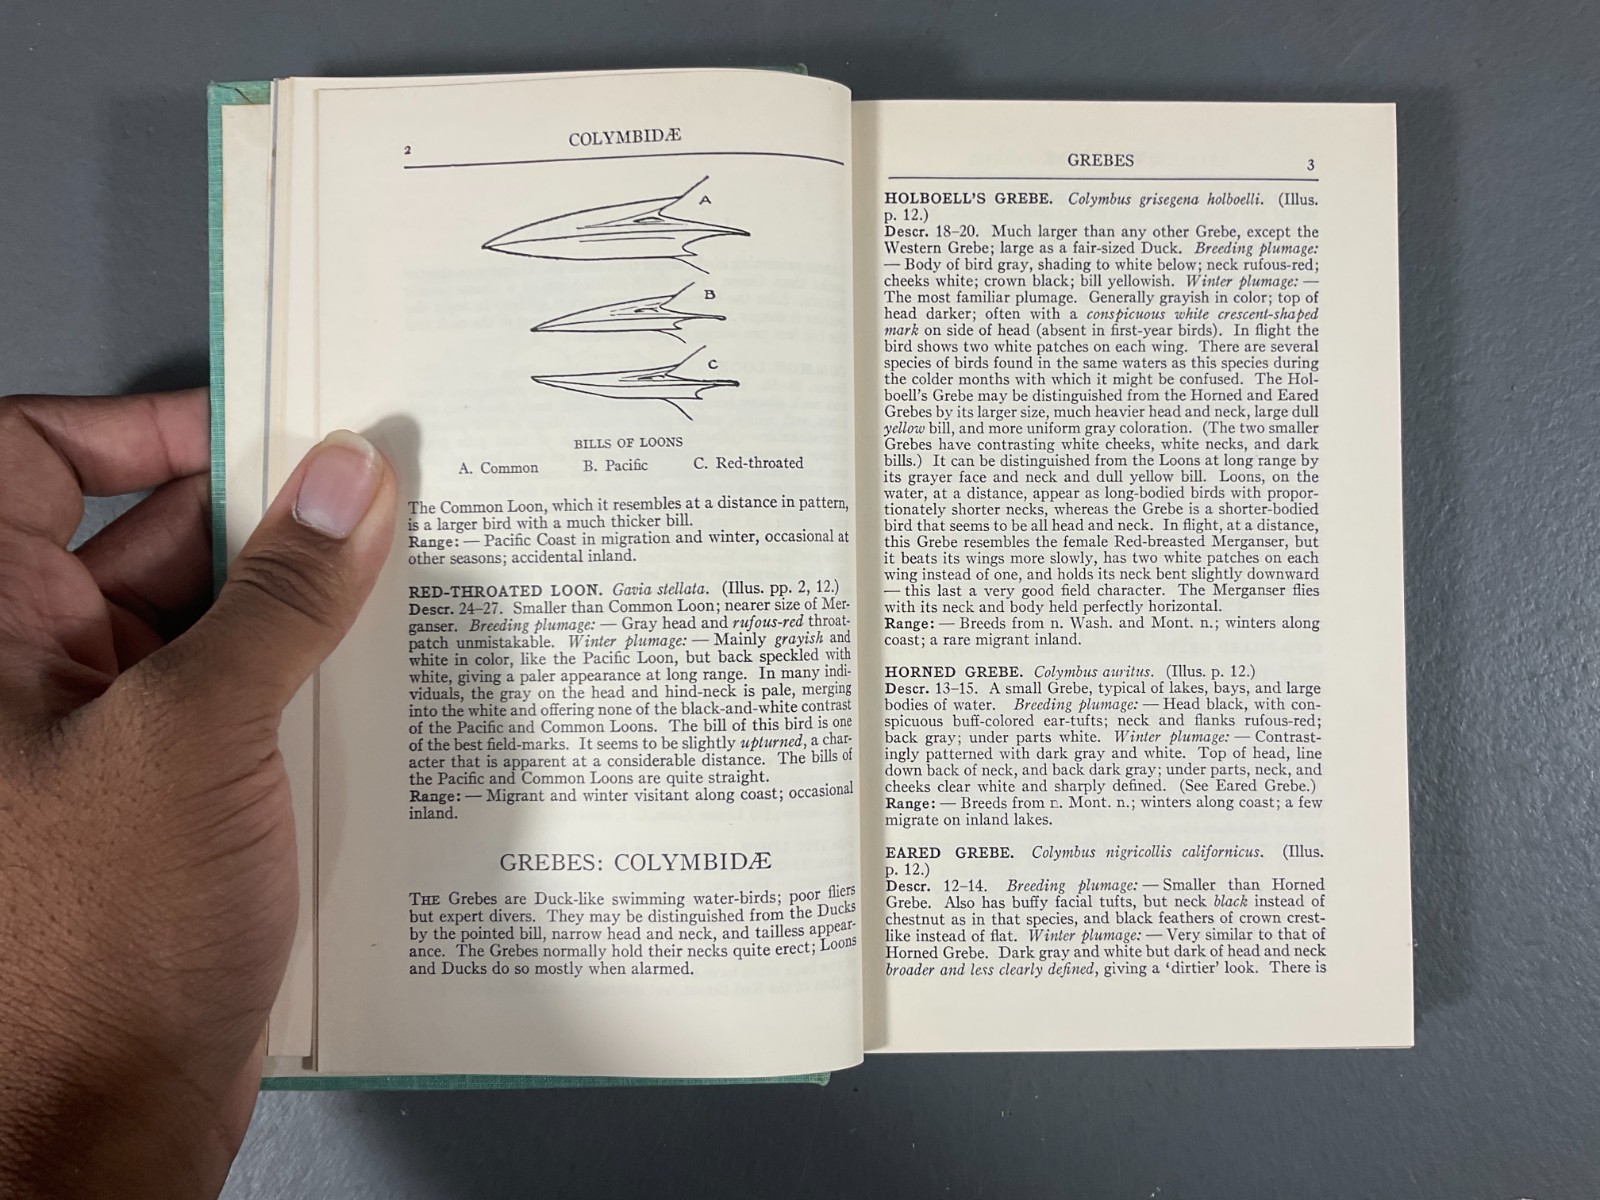 2
COLYMBIDÆ
A
B
C
BILLS OF LOONS
A. Common B. Pacific C. Red-throated
The Common Loon, which it resembles at a distance in pattern,
is a larger bird with a much thicker bill.
Range: — Pacific Coast in migration and winter, occasional at
other seasons; accidental inland.
RED-THROATED LOON. Gavia stellata. (Illus. pp. 2, 12.)
Descr. 24–27. Smaller than Common Loon; nearer size of Mer-
ganser. Breeding plumage: — Gray head and rufous-red throat-
patch unmistakable. Winter plumage: — Mainly grayish and
white in color, like the Pacific Loon, but back speckled with
white, giving a paler appearance at long range. In many indi-
viduals, the gray on the head and hind-neck is pale, merging
into the white and offering none of the black-and-white contrast
of the Pacific and Common Loons. The bill of this bird is one
of the best field-marks. It seems to be slightly upturned, a char-
acter that is apparent at a considerable distance. The bills of
the Pacific and Common Loons are quite straight.
Range: — Migrant and winter visitant along coast; occasional
inland.
GREBES: COLYMBIDÆ
THE Grebes are Duck-like swimming water-birds; poor fliers
but expert divers. They may be distinguished from the Ducks
by the pointed bill, narrow head and neck, and tailless appear-
ance. The Grebes normally hold their necks quite erect; Loons
and Ducks do so mostly when alarmed.
GREBES
3
HOLBOELL'S GREBE. Colymbus grisegena holboelli. (Illus.
p. 12.)
Descr. 18–20. Much larger than any other Grebe, except the
Western Grebe; large as a fair-sized Duck. Breeding plumage:
— Body of bird gray, shading to white below; neck rufous-red;
cheeks white; crown black; bill yellowish. Winter plumage: —
The most familiar plumage. Generally grayish in color; top of
head darker; often with a conspicuous white crescent-shaped
mark on side of head (absent in first-year birds). In flight the
bird shows two white patches on each wing. There are several
species of birds found in the same waters as this species during
the colder months with which it might be confused. The Hol-
boell's Grebe may be distinguished from the Horned and Eared
Grebes by its larger size, much heavier head and neck, large dull
yellow bill, and more uniform gray coloration. (The two smaller
Grebes have contrasting white cheeks, white necks, and dark
bills.) It can be distinguished from the Loons at long range by
its grayer face and neck and dull yellow bill. Loons, on the
water, at a distance, appear as long-bodied birds with propor-
tionately shorter necks, whereas the Grebe is a shorter-bodied
bird that seems to be all head and neck. In flight, at a distance,
this Grebe resembles the female Red-breasted Merganser, but
it beats its wings more slowly, has two white patches on each
wing instead of one, and holds its neck bent slightly downward
— this last a very good field character. The Merganser flies
with its neck and body held perfectly horizontal.
Range: — Breeds from n. Wash. and Mont. n.; winters along
coast; a rare migrant inland.
HORNED GREBE. Colymbus auritus. (Illus. p. 12.)
Descr. 13–15. A small Grebe, typical of lakes, bays, and large
bodies of water. Breeding plumage: — Head black, with con-
spicuous buff-colored ear-tufts; neck and flanks rufous-red;
back gray; under parts white. Winter plumage: — Contrast-
ingly patterned with dark gray and white. Top of head, line
down back of neck, and back dark gray; under parts, neck, and
cheeks clear white and sharply defined. (See Eared Grebe.)
Range: — Breeds from n. Mont. n.; winters along coast; a few
migrate on inland lakes.
EARED GREBE. Colymbus nigricollis californicus. (Illus.
p. 12.)
Descr. 12–14. Breeding plumage: — Smaller than Horned
Grebe. Also has buffy facial tufts, but neck black instead of
chestnut as in that species, and black feathers of crown crest-
like instead of flat. Winter plumage: — Very similar to that of
Horned Grebe. Dark gray and white but dark of head and neck
broader and less clearly defined, giving a 'dirtier' look. There is